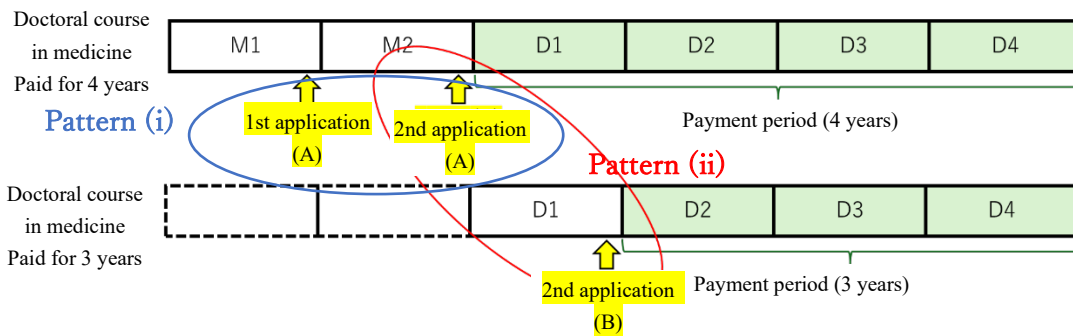 Doctoral course
in medicine
Paid for 4 years
M1 M2 D1 D2 D3 D4
Pattern (i)
1st application
(A)
2nd application
(A)
Payment period (4 years)
Pattern (ii)
Doctoral course
in medicine
Paid for 3 years
D1 D2 D3 D4
2nd application
(B)
Payment period (3 years)